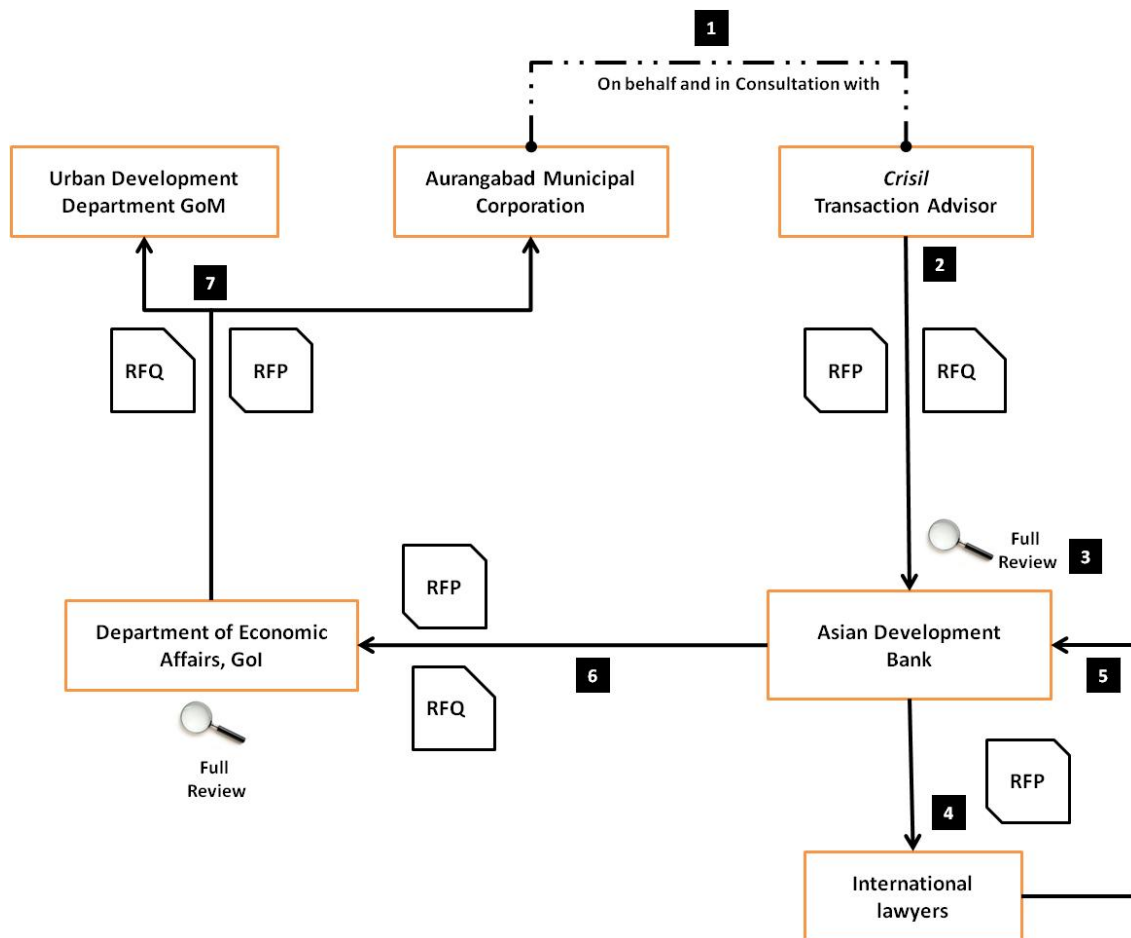 1
On behalf and in Consultation with
Urban Development
Department GoM
Aurangabad Municipal
Corporation
Crisil
Transaction Advisor
2
7
RFQ
RFP
RFP
RFQ
Full
Review
3
RFP
Department of Economic
Affairs, GoI
Asian Development
Bank
6
5
RFQ
Full
Review
RFP
4
International
lawyers